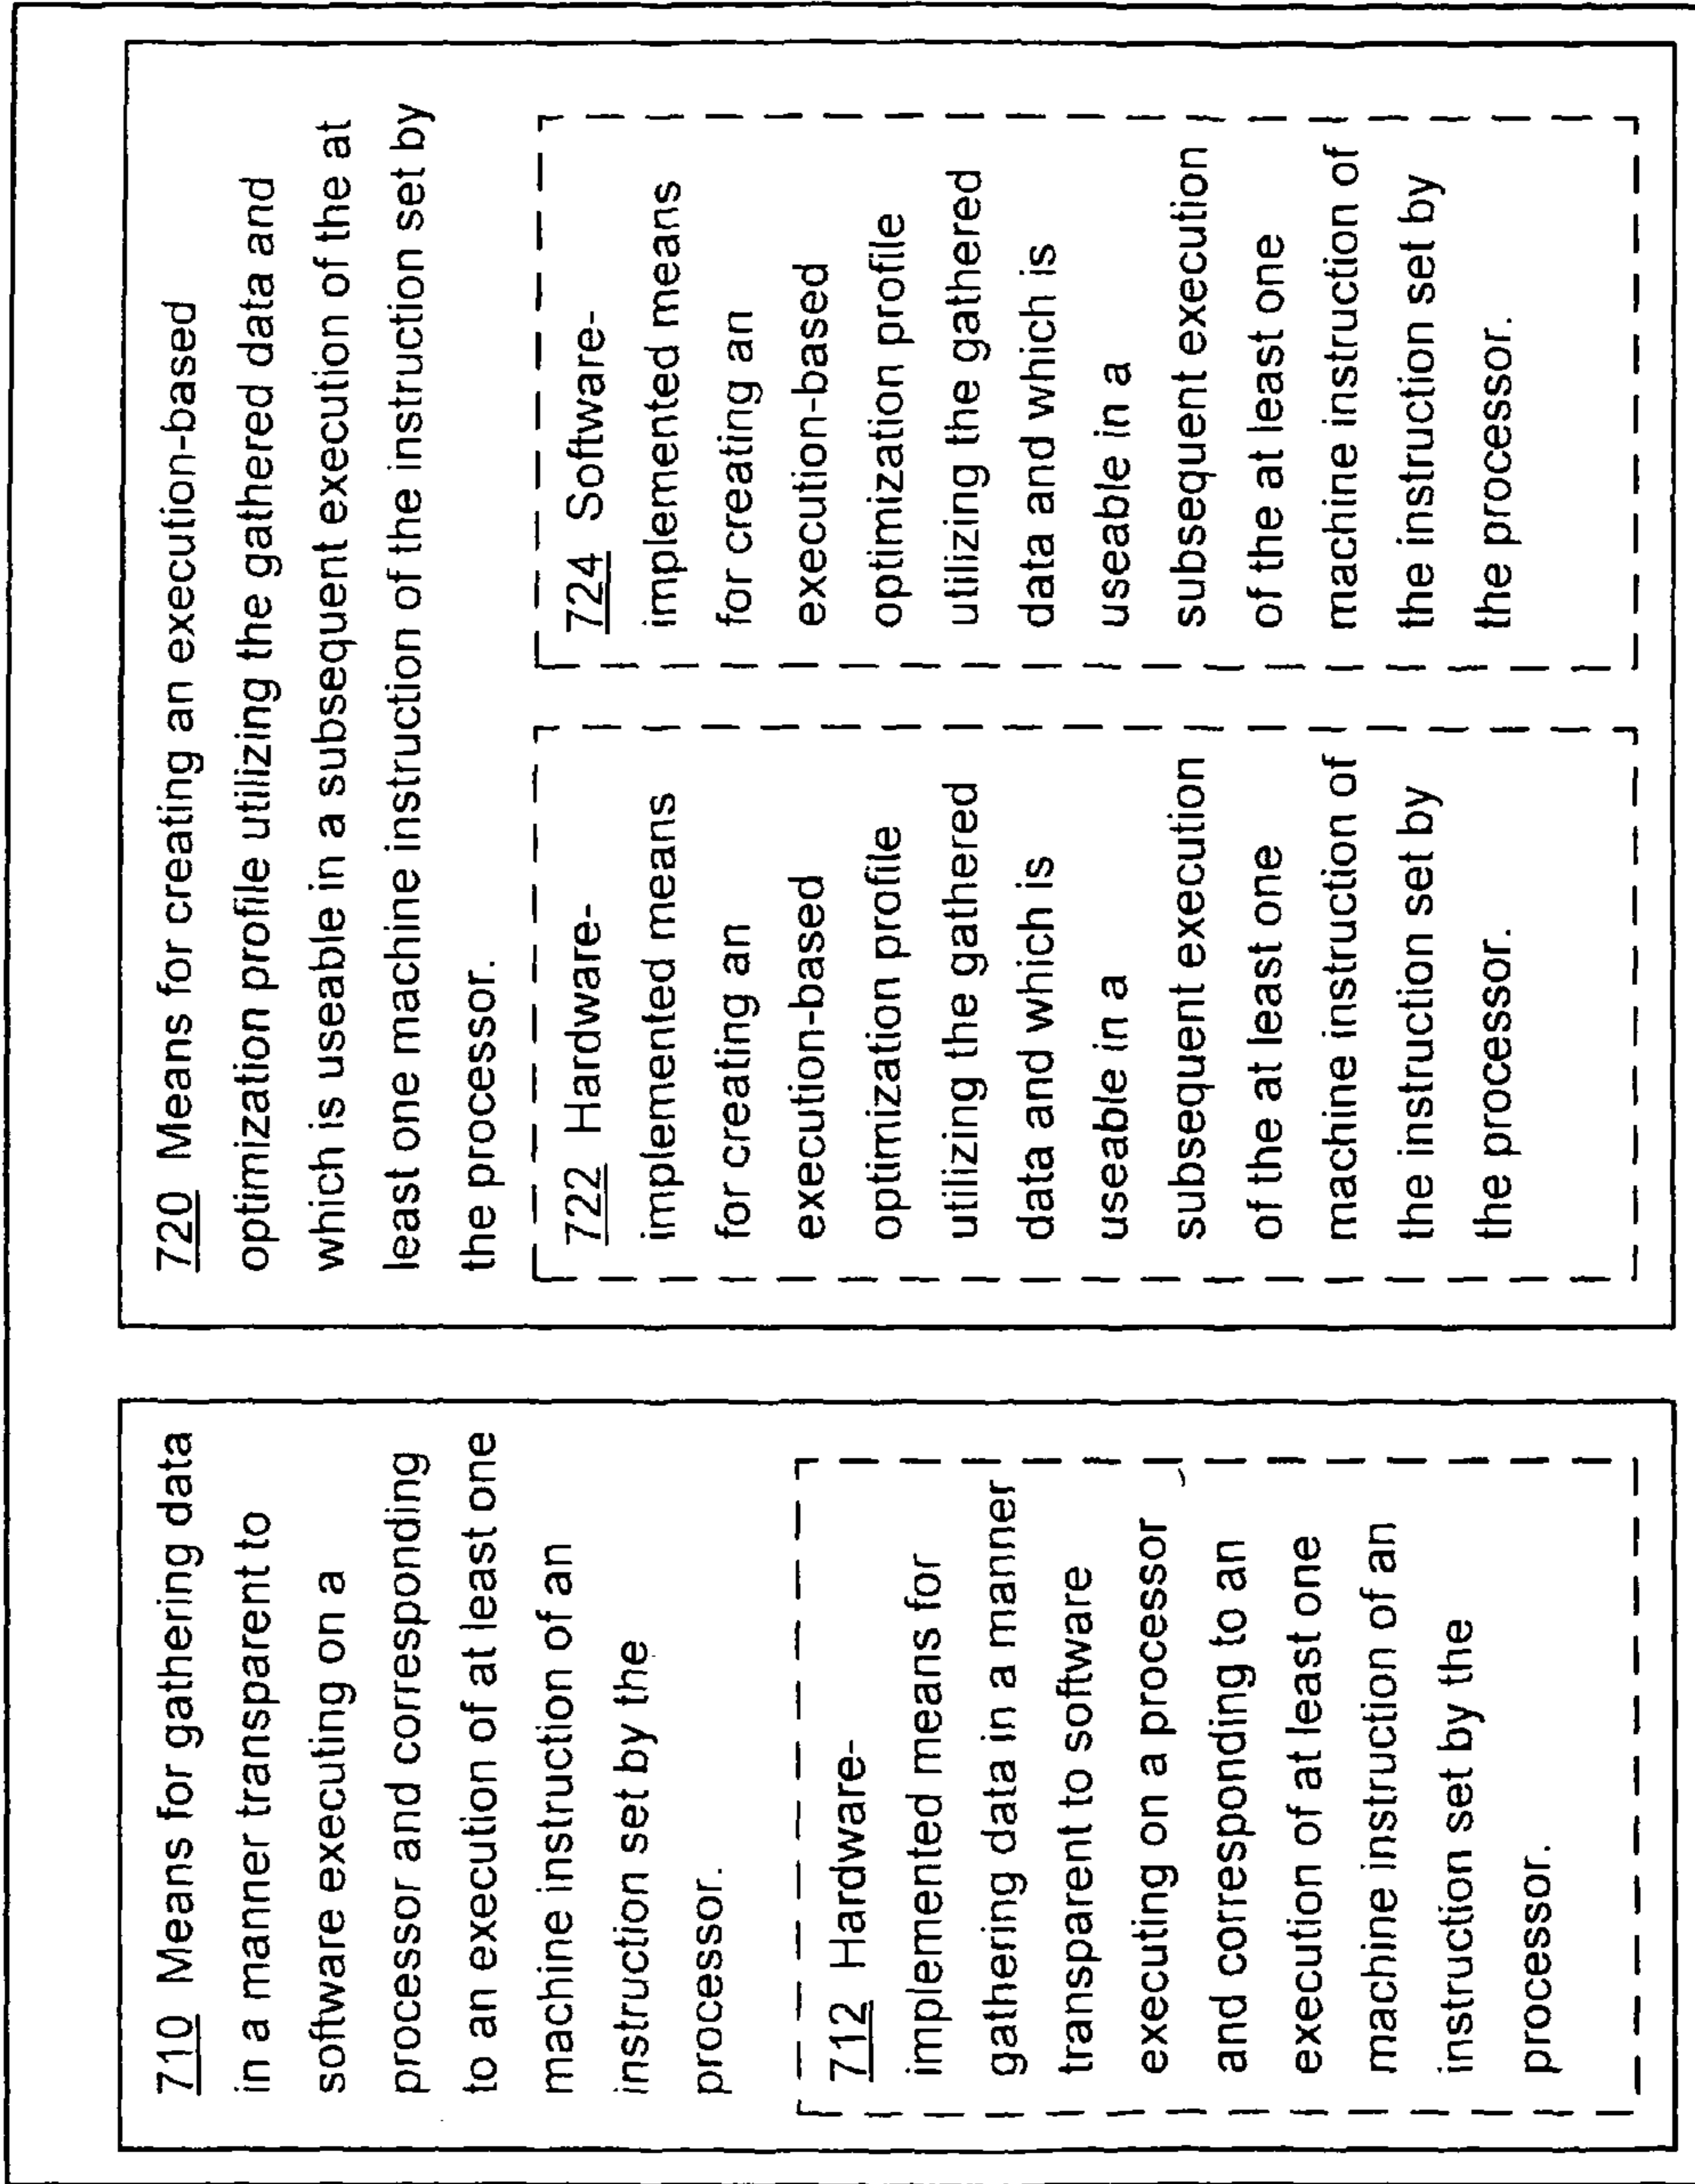 710 Means for gathering data
in a manner transparent to
software executing on a
processor and corresponding
to an execution of at least one
machine instruction of an
instruction set by the
processor.
712 Hardware-
implemented means for
gathering data in a manner
transparent to software
executing on a processor
and corresponding to an
execution of at least one
machine instruction of an
instruction set by the
processor.
720 Means for creating an execution-based
optimization profile utilizing the gathered data and
which is useable in a subsequent execution of the at
least one machine instruction of the instruction set by
the processor.
722 Hardware-
implemented means
for creating an
execution-based
optimization profile
utilizing the gathered
data and which is
useable in a
subsequent execution
of the at least one
machine instruction of
the instruction set by
the processor.
724 Software-
implemented means
for creating an
execution-based
optimization profile
utilizing the gathered
data and which is
useable in a
subsequent execution
of the at least one
machine instruction of
the instruction set by
the processor.